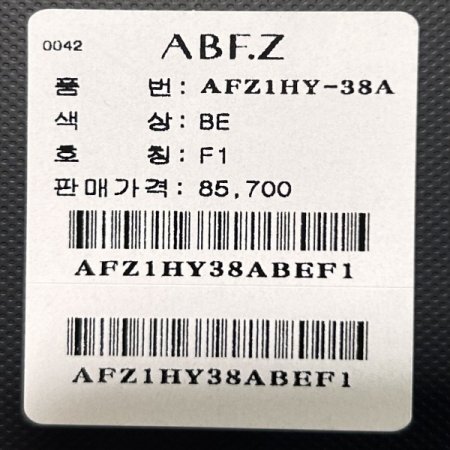 0042 ABF.Z
품 번: AFZ1HY-38A
색 상: BE
호 칭: F1
판매가격: 85,700
AFZ1HY38ABEF1
AFZ1HY38ABEF1